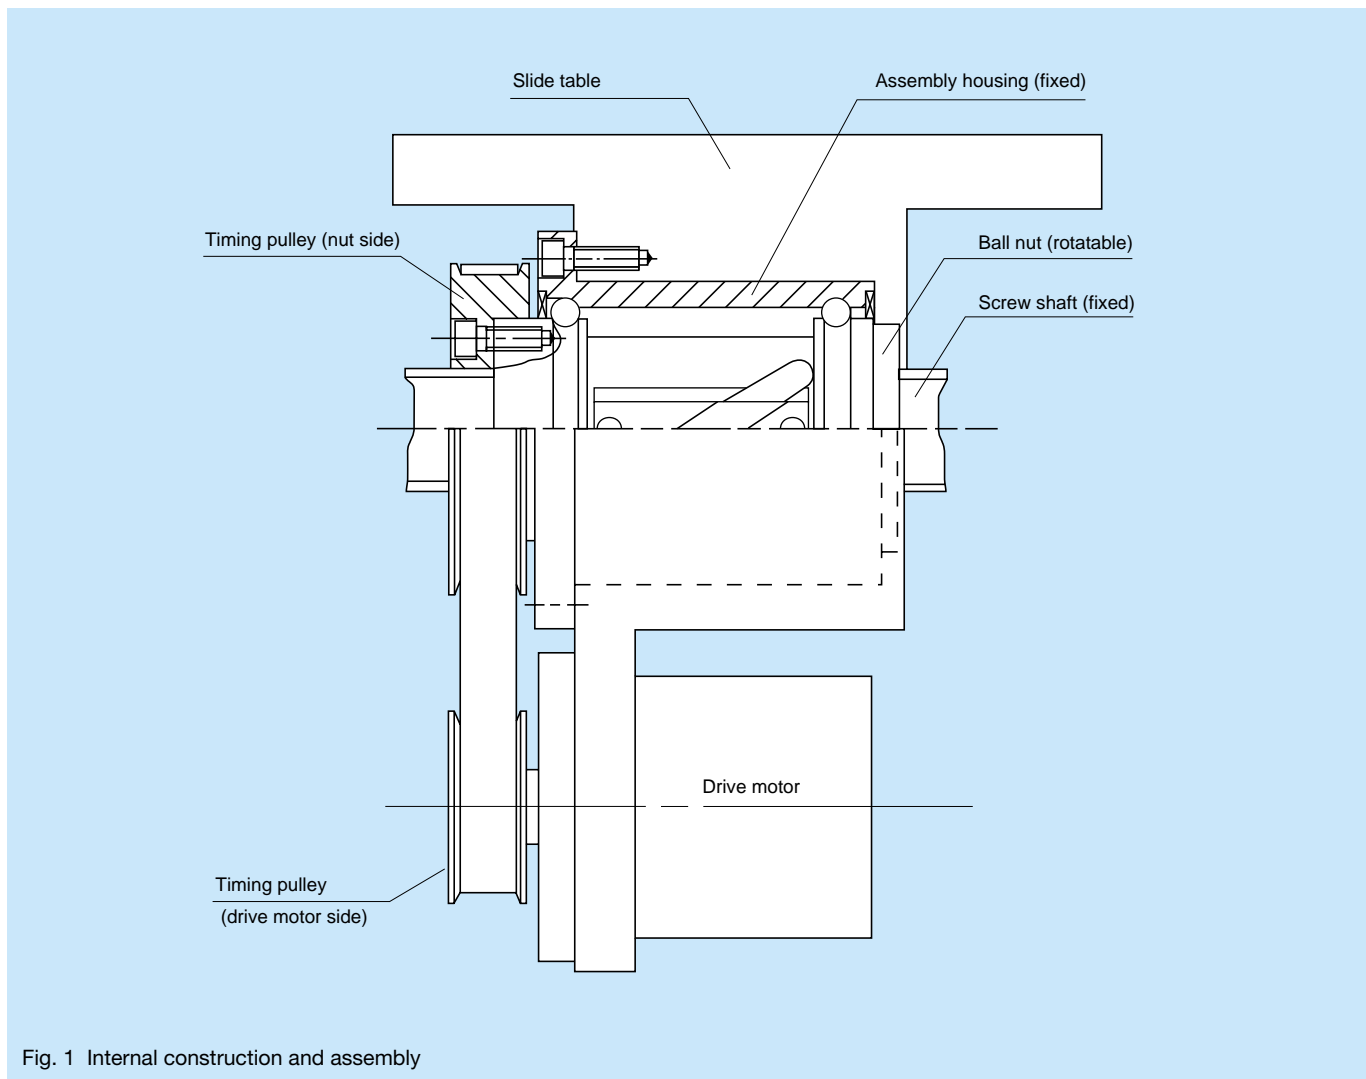 Slide table
Assembly housing (fixed)
Timing pulley (nut side)
Ball nut (rotatable)
Screw shaft (fixed)
Drive motor
Timing pulley
(drive motor side)
Fig. 1 Internal construction and assembly